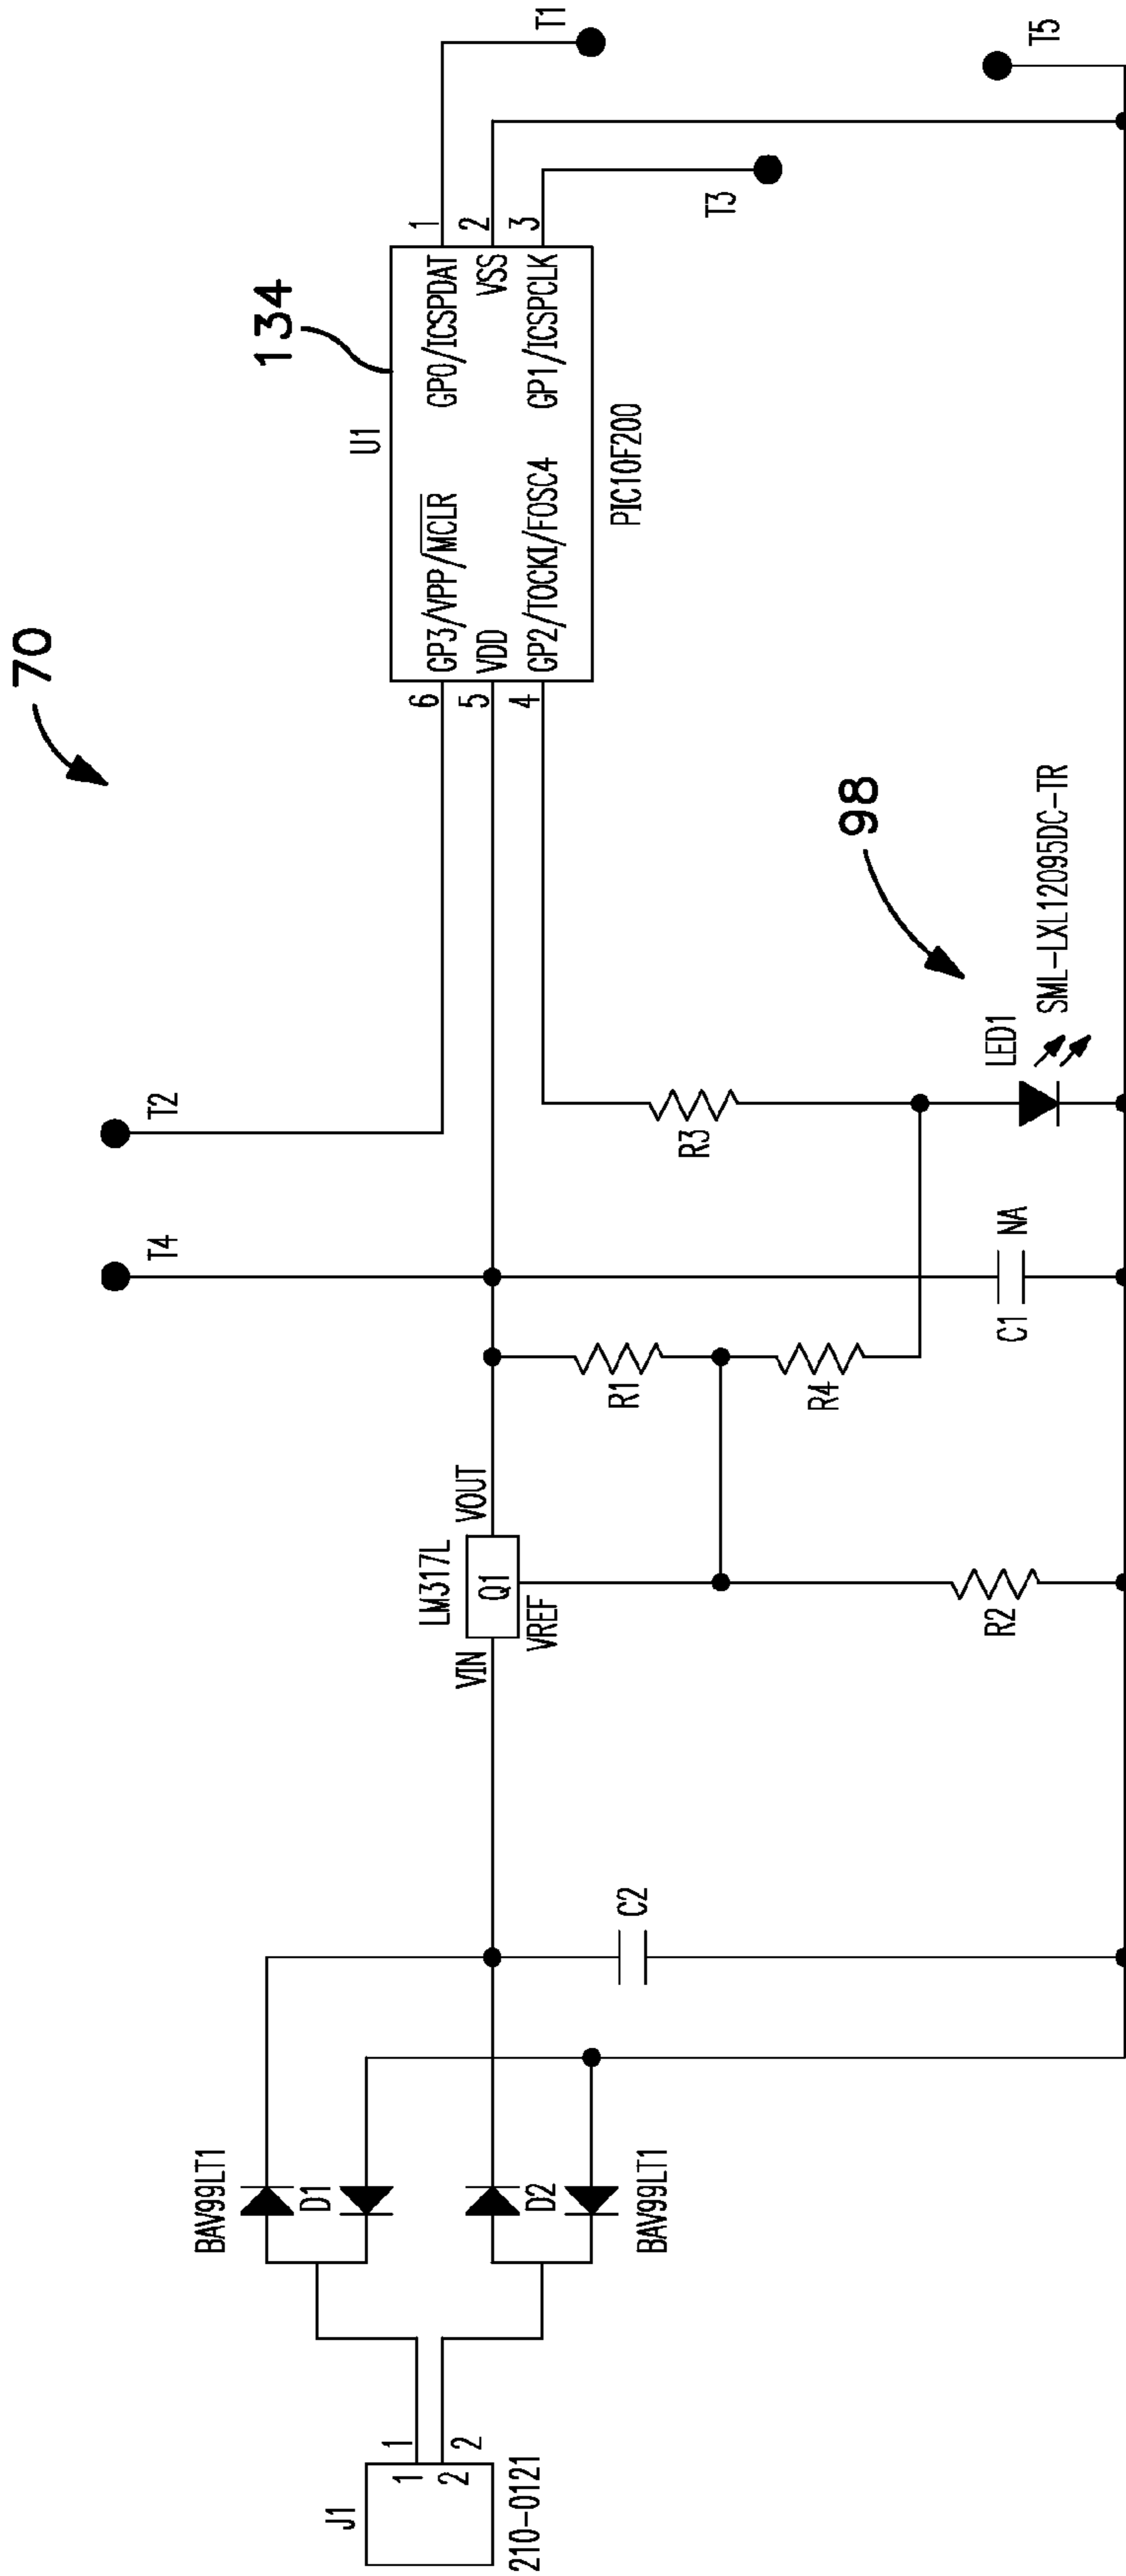 70
T4
T2
134
U1
LM317L
VIN
Q1
VOUT
VREF
6
GP3/VPP/MCLR
GP0/ICSPDAT
1
T1
5
VDD
VSS
2
4
GP2/TOCKI/FOSC4
GP1/ICSPCLK
3
PIC10F200
T3
T5
BAV99LT1
D1
D2
BAV99LT1
J1
1
1
2
2
210-0121
C2
R1
R4
R2
R3
C1
NA
98
LED1
SML-LXL12095DC-TR